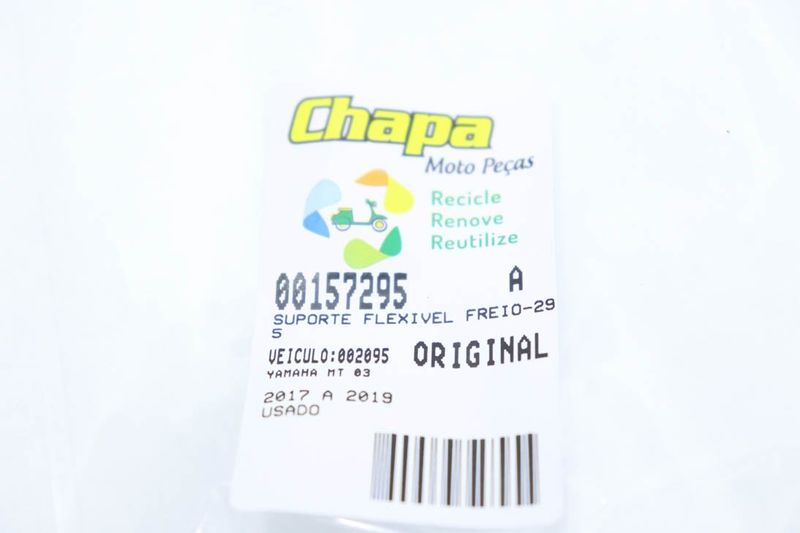 Chapa
Moto Peças
Recicle
Renove
Reutilize
00157295 A
SUPORTE FLEXIVEL FREIO-29
5
VEICULO:002095 ORIGINAL
YAMAHA MT 03
2017 A 2019
USADO